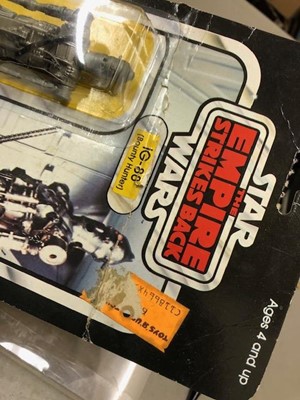 STAR
THE
EMPIRE
STRIKES BACK
WARS
IG-88
(Bounty Hunter)
Ages 4 and up